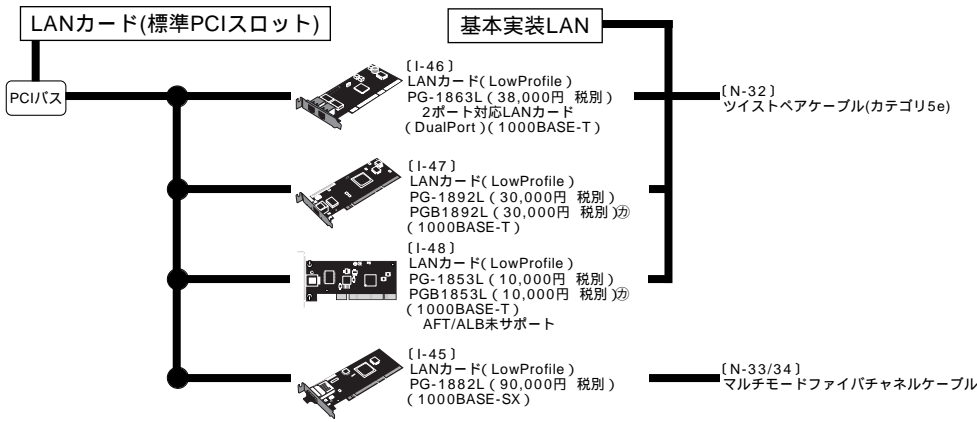 LANカード(標準PCIスロット)
基本実装LAN
PCIバス
〔I-46〕
LANカード(LowProfile)
PG-1863L(38,000円 税別)
2ポート対応LANカード
(DualPort)(1000BASE-T)
〔N-32〕
ツイストペアケーブル(カテゴリ5e)
〔I-47〕
LANカード(LowProfile)
PG-1892L(30,000円 税別)
PGB1892L(30,000円 税別)㋕
(1000BASE-T)
〔I-48〕
LANカード(LowProfile)
PG-1853L(10,000円 税別)
PGB1853L(10,000円 税別)㋕
(1000BASE-T)
AFT/ALB未サポート
〔I-45〕
LANカード(LowProfile)
PG-1882L(90,000円 税別)
(1000BASE-SX)
〔N-33/34〕
マルチモードファイバチャネルケーブル